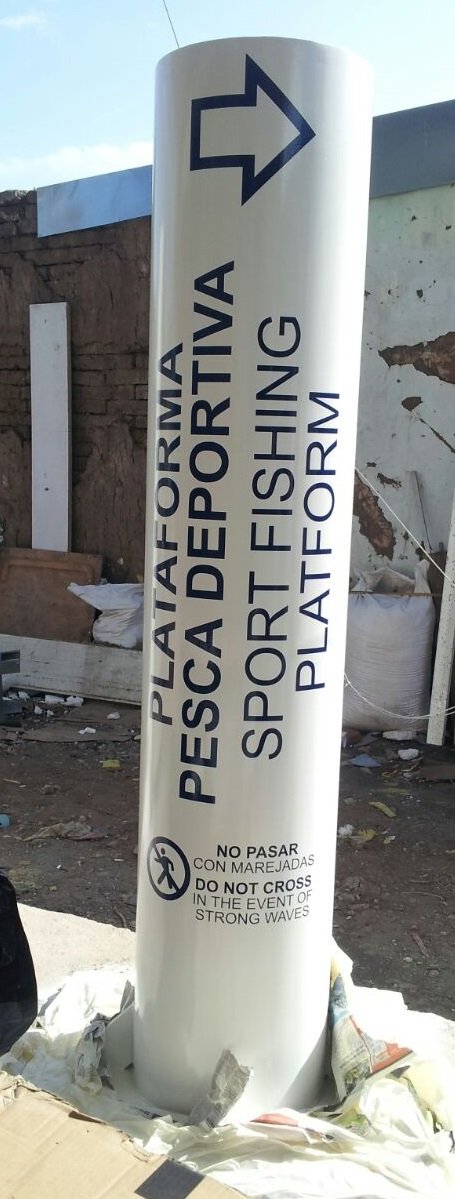 PLATAFORMA
PESCA DEPORTIVA
SPORT FISHING
PLATFORM
NO PASAR
CON MAREJADAS
DO NOT CROSS
IN THE EVENT OF
STRONG WAVES